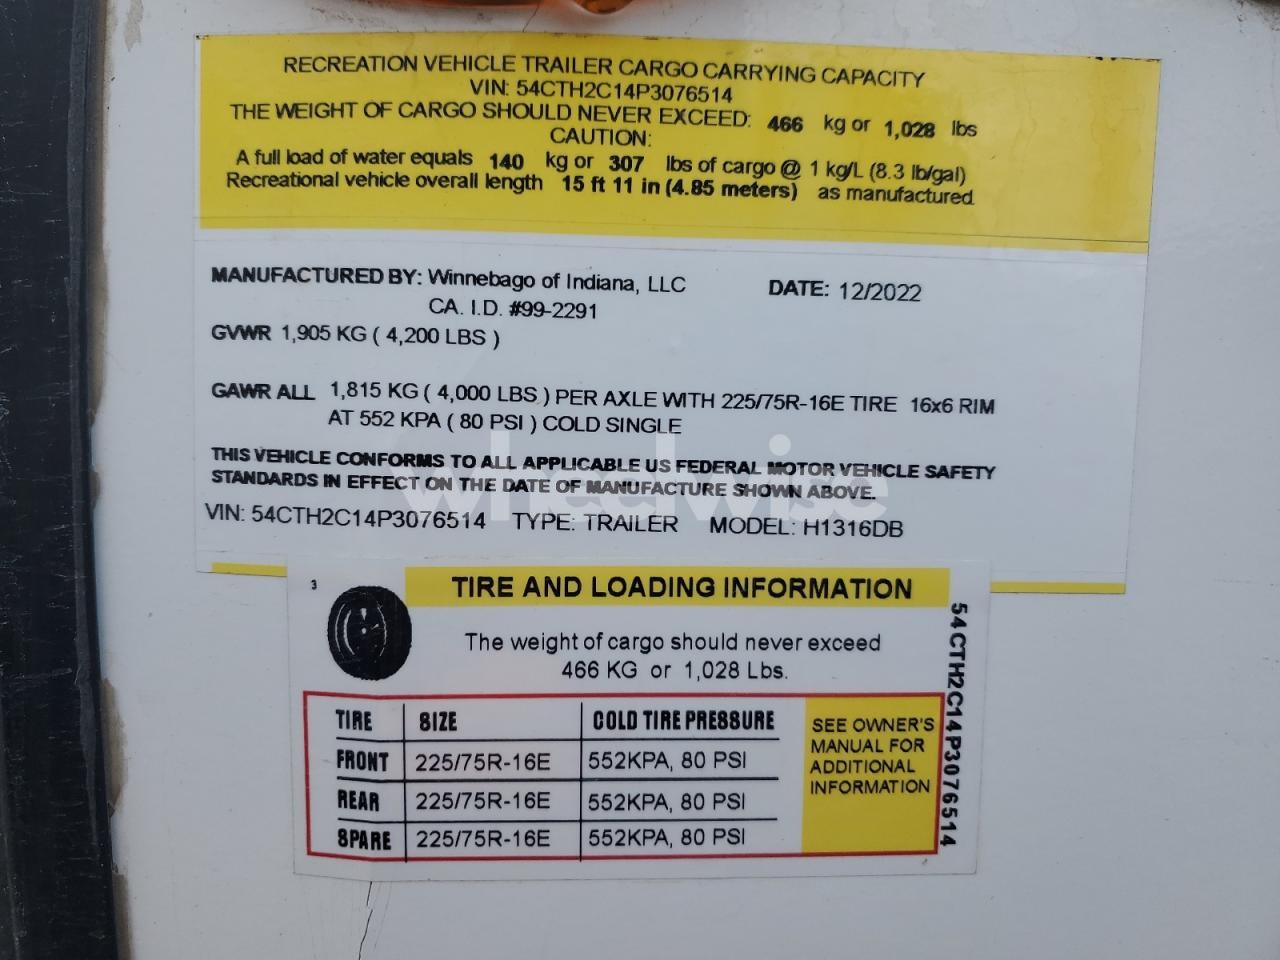 RECREATION VEHICLE TRAILER CARGO CARRYING CAPACITY
VIN: 54CTH2C14P3076514
THE WEIGHT OF CARGO SHOULD NEVER EXCEED: 466 kg or 1,028 lbs
CAUTION:
A full load of water equals 140 kg or 307 lbs of cargo @ 1 kg/L (8.3 lb/gal)
Recreational vehicle overall length 15 ft 11 in (4.85 meters) as manufactured
MANUFACTURED BY: Winnebago of Indiana, LLC DATE: 12/2022
CA. I.D. #99-2291
GVWR 1,905 KG ( 4,200 LBS )
GAWR ALL 1,815 KG ( 4,000 LBS ) PER AXLE WITH 225/75R-16E TIRE 16x6 RIM
AT 552 KPA ( 80 PSI ) COLD SINGLE
THIS VEHICLE CONFORMS TO ALL APPLICABLE US FEDERAL MOTOR VEHICLE SAFETY
STANDARDS IN EFFECT ON THE DATE OF MANUFACTURE SHOWN ABOVE.
wheelwise
VIN: 54CTH2C14P3076514 TYPE: TRAILER MODEL: H1316DB
3
TIRE AND LOADING INFORMATION
The weight of cargo should never exceed
466 KG or 1,028 Lbs.
TIRE SIZE COLD TIRE PRESSURE
FRONT 225/75R-16E 552KPA, 80 PSI
REAR 225/75R-16E 552KPA, 80 PSI
SPARE 225/75R-16E 552KPA, 80 PSI
SEE OWNER'S
MANUAL FOR
ADDITIONAL
INFORMATION
54CTH2C14P3076514